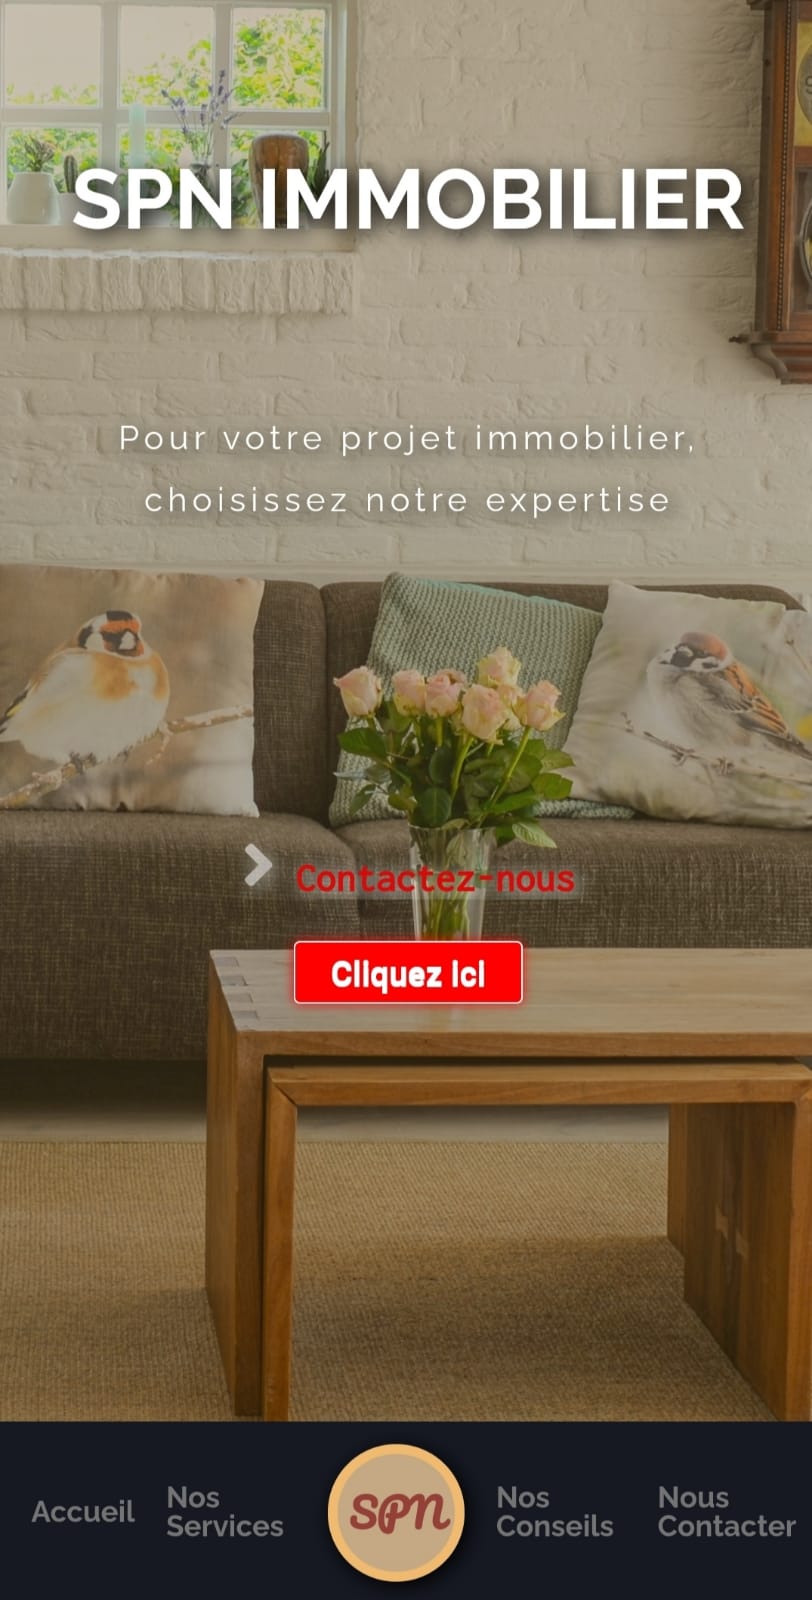 SPN IMMOBILIER
Pour votre projet immobilier,
choisissez notre expertise
Contactez-nous
Cliquez ici
Accueil
Nos
Services
SPN
Nos
Conseils
Nous
Contacter